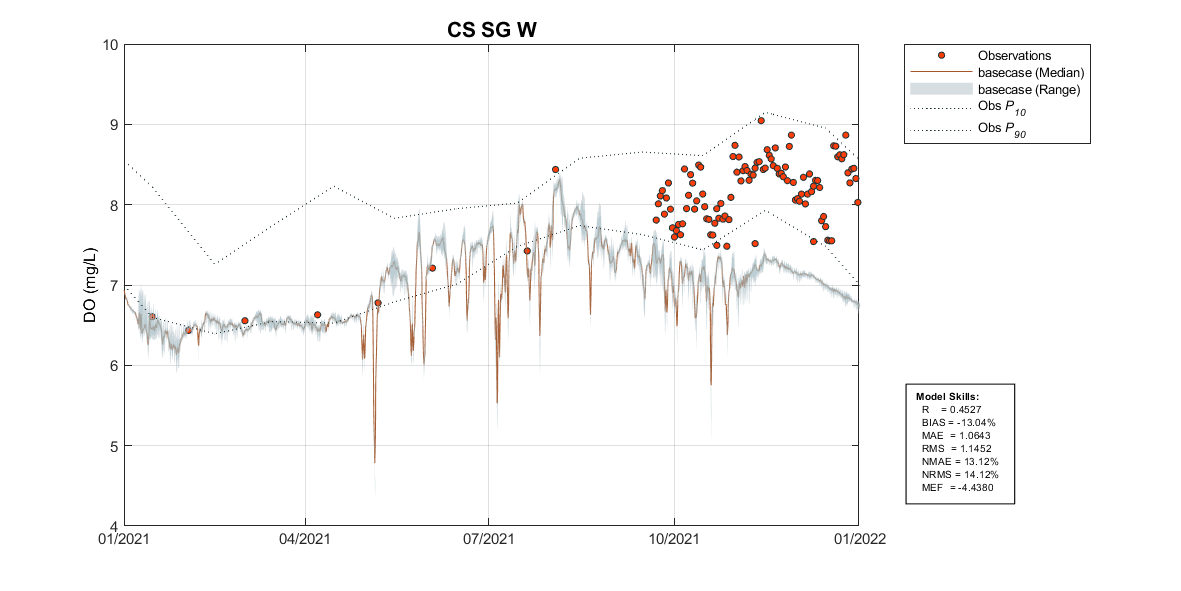 CS SG W
DO (mg/L)
10
9
8
7
6
5
4
01/2021
04/2021
07/2021
10/2021
01/2022
Observations
basecase (Median)
basecase (Range)
Obs P10
Obs P90
Model Skills:
R = 0.4527
BIAS = -13.04%
MAE = 1.0643
RMS = 1.1452
NMAE = 13.12%
NRMS = 14.12%
MEF = -4.4380